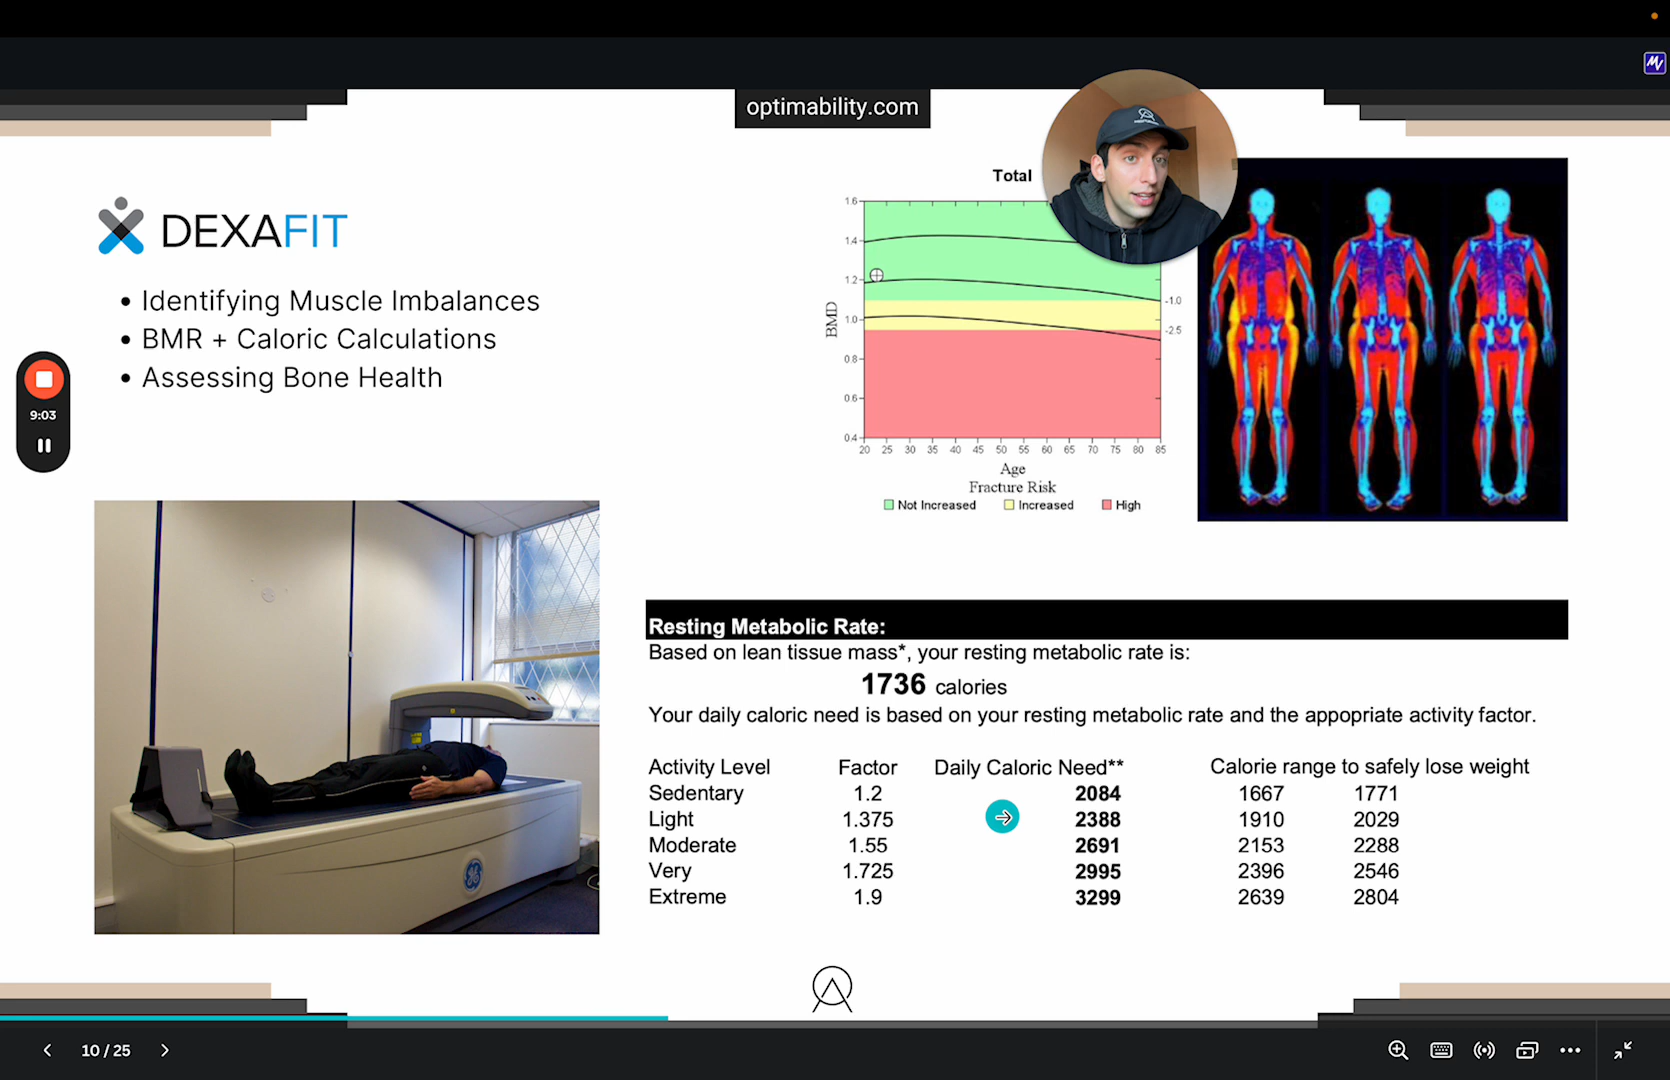 optimability.com
DEXAFIT
• Identifying Muscle Imbalances
• BMR + Caloric Calculations
• Assessing Bone Health
9:03
Total
1.6
1.4
1.2
1.0
0.8
0.6
0.4
BMD
-1.0
-2.5
20 25 30 35 40 45 50 55 60 65 70 75 80 85
Age
Fracture Risk
Not Increased Increased High
Resting Metabolic Rate:
Based on lean tissue mass*, your resting metabolic rate is:
1736 calories
Your daily caloric need is based on your resting metabolic rate and the appopriate activity factor.
Activity Level Factor Daily Caloric Need** Calorie range to safely lose weight
Sedentary 1.2 2084 1667 1771
Light 1.375 2388 1910 2029
Moderate 1.55 2691 2153 2288
Very 1.725 2995 2396 2546
Extreme 1.9 3299 2639 2804
10 / 25